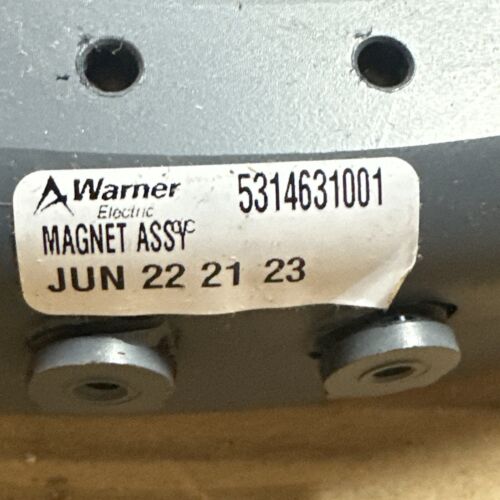 Warner 5314631001
Electric
MAGNET ASSY
JUN 22 21 23